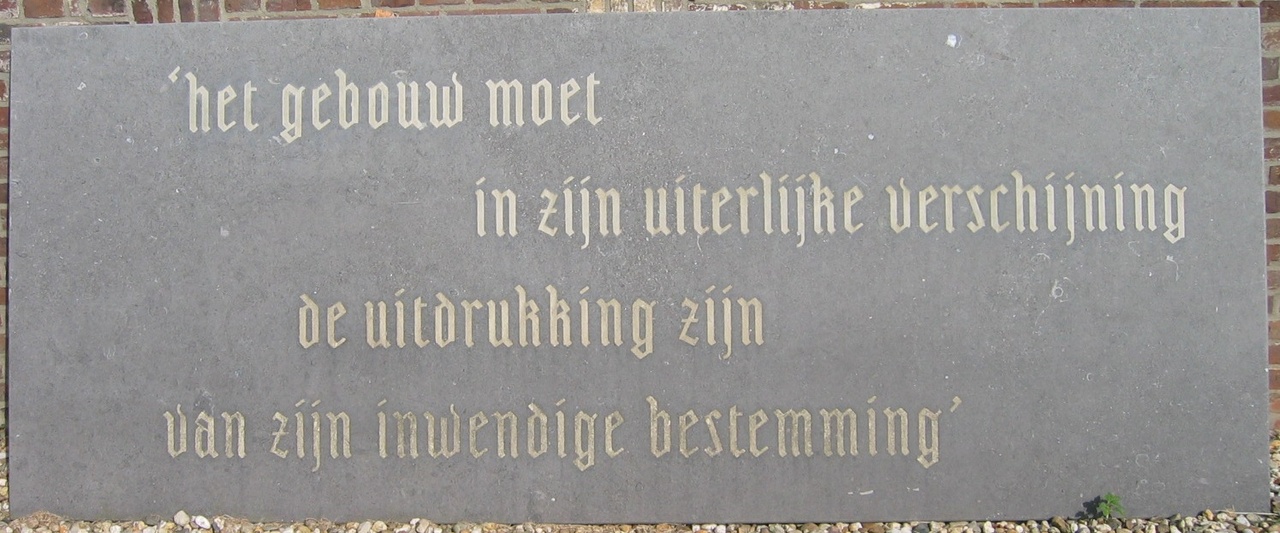 ‘het gebouw moet
in zijn uiterlijke verschijning
de uitdrukking zijn
van zijn inwendige bestemming’